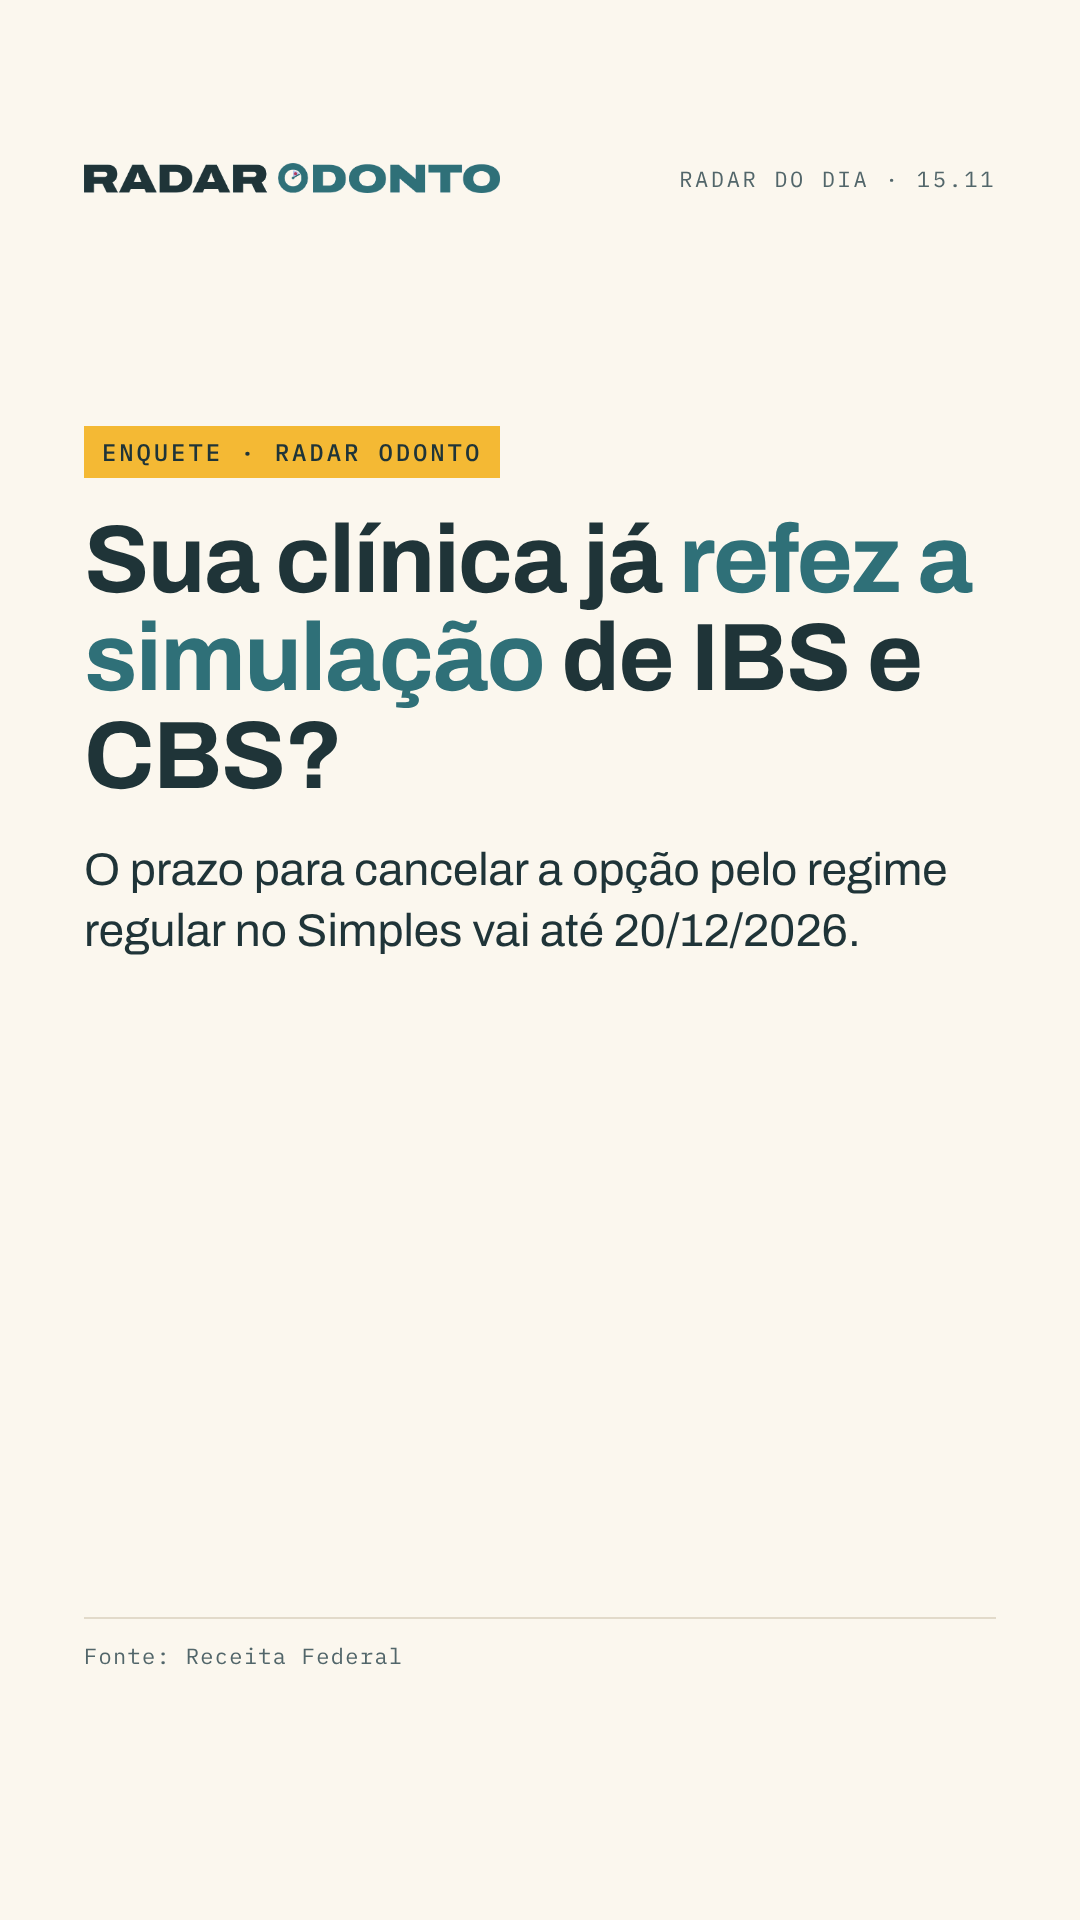 RADAR ODONTO
RADAR DO DIA · 15.11
ENQUETE · RADAR ODONTO
Sua clínica já refez a
simulação de IBS e
CBS?
O prazo para cancelar a opção pelo regime
regular no Simples vai até 20/12/2026.
Fonte: Receita Federal